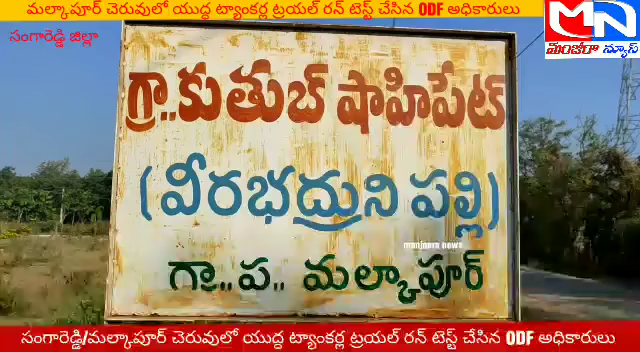 మల్కాపూర్ చెరువులో యుద్ధ ట్యాంకర్ల ట్రయల్ రన్ టెస్ట్ చేసిన ODF అధికారులు
సంగారెడ్డి జిల్లా
MN
మంజీరా న్యూస్
గ్రా..కుతుబ్ షాహిపేట్
(వీరభద్రుని పల్లి)
manjeera news
గ్రా.. ప.. మల్కాపూర్
సంగారెడ్డి/మల్కాపూర్ చెరువులో యుద్ధ ట్యాంకర్ల ట్రయల్ రన్ టెస్ట్ చేసిన ODF అధికారులు